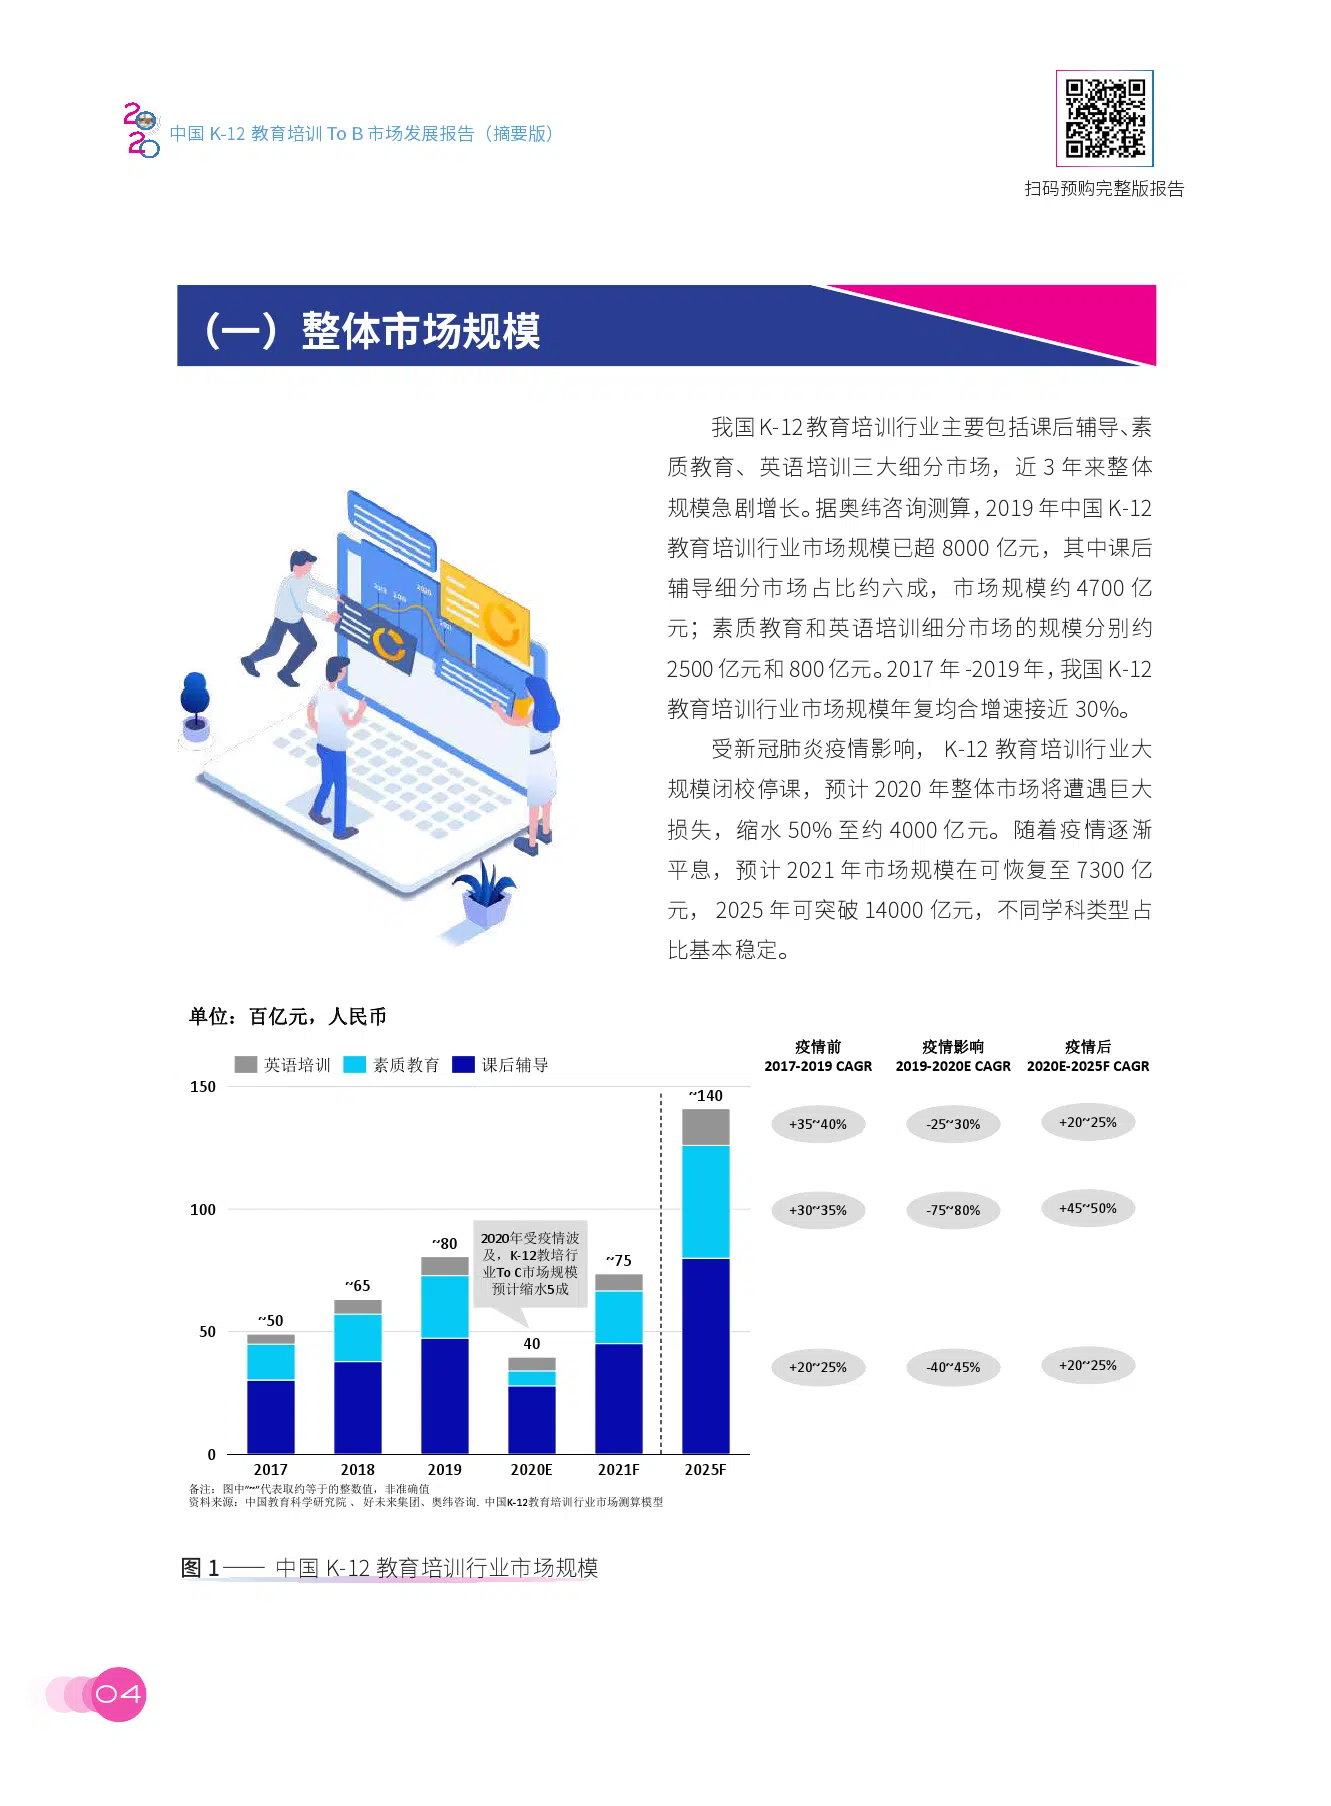 2020
中国 K-12 教育培训 To B 市场发展报告（摘要版）
扫码预购完整版报告
（一）整体市场规模
我国 K-12 教育培训行业主要包括课后辅导、素
质教育、英语培训三大细分市场，近 3 年来整体
规模急剧增长。据奥纬咨询测算，2019 年中国 K-12
教育培训行业市场规模已超 8000 亿元，其中课后
辅导细分市场占比约六成，市场规模约 4700 亿
元；素质教育和英语培训细分市场的规模分别约
2500 亿元和 800 亿元。2017 年 -2019 年，我国 K-12
教育培训行业市场规模年复均合增速接近 30%。
受新冠肺炎疫情影响， K-12 教育培训行业大
规模闭校停课，预计 2020 年整体市场将遭遇巨大
损失，缩水 50% 至约 4000 亿元。随着疫情逐渐
平息，预计 2021 年市场规模在可恢复至 7300 亿
元， 2025 年可突破 14000 亿元，不同学科类型占
比基本稳定。
单位：百亿元，人民币
英语培训 素质教育 课后辅导
疫情前 疫情影响 疫情后
2017-2019 CAGR 2019-2020E CAGR 2020E-2025F CAGR
150
~140
+35~40% -25~30% +20~25%
100
+30~35% -75~80% +45~50%
2020年受疫情波
及，K-12教培行
业To C市场规模
预计缩水5成
~50 ~65 ~80 40 ~75
50
+20~25% -40~45% +20~25%
0
2017 2018 2019 2020E 2021F 2025F
备注：图中"~"代表取约等于的整数值，非准确值
资料来源：中国教育科学研究院 、 好未来集团、奥纬咨询. 中国K-12教育培训行业市场测算模型
图 1 —— 中国 K-12 教育培训行业市场规模
04